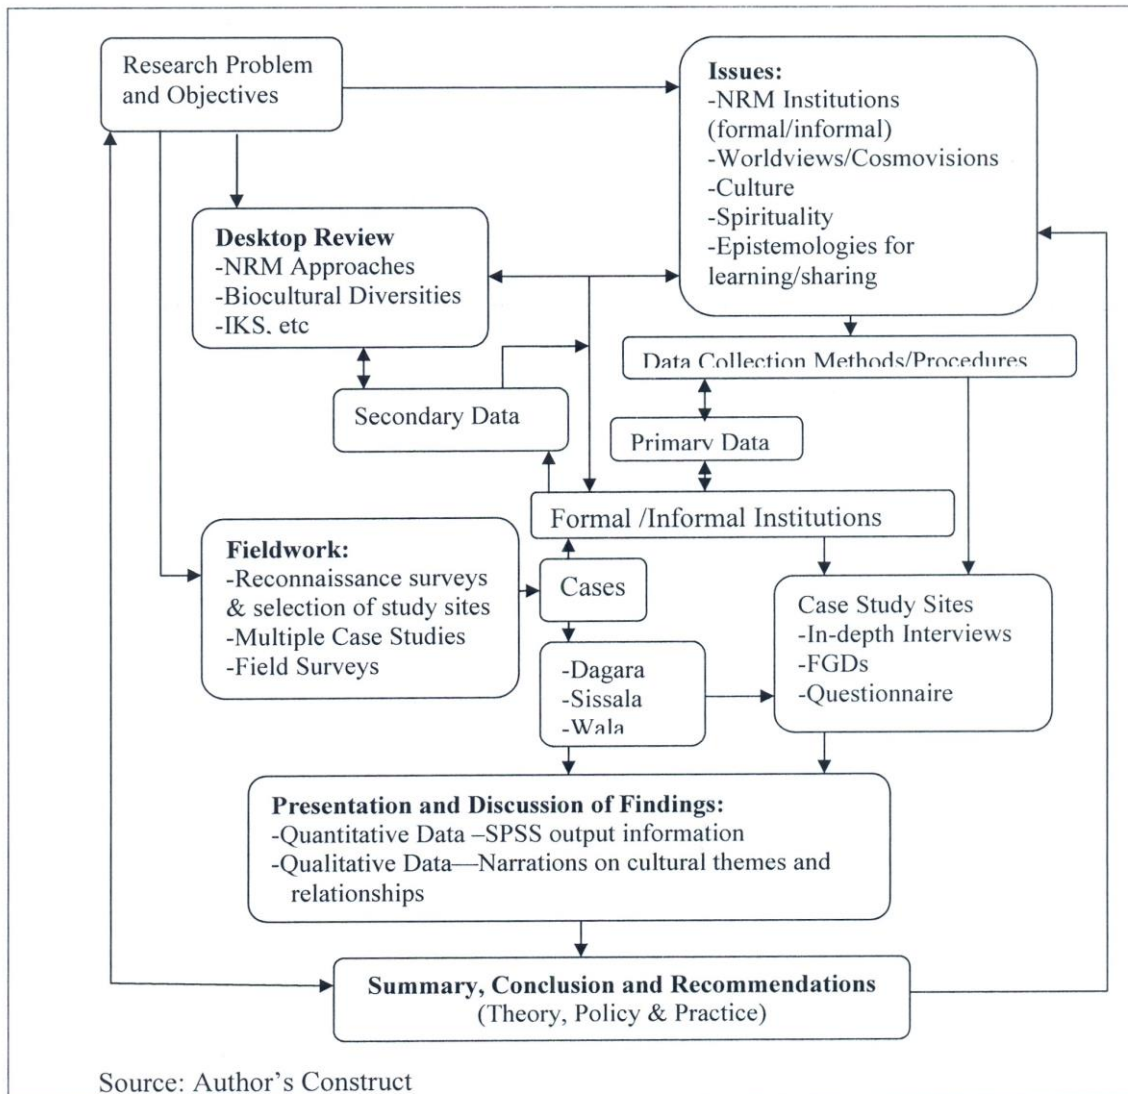 Research Problem
and Objectives
Issues:
-NRM Institutions
(formal/informal)
-Worldviews/Cosmovisions
-Culture
-Spirituality
-Epistemologies for
learning/sharing
Desktop Review
-NRM Approaches
-Biocultural Diversities
-IKS, etc
Data Collection Methods/Procedures
Secondary Data
Primary Data
Formal /Informal Institutions
Fieldwork:
-Reconnaissance surveys
& selection of study sites
-Multiple Case Studies
-Field Surveys
Cases
Case Study Sites
-In-depth Interviews
-FGDs
-Questionnaire
-Dagara
-Sissala
-Wala
Presentation and Discussion of Findings:
-Quantitative Data –SPSS output information
-Qualitative Data—Narrations on cultural themes and
relationships
Summary, Conclusion and Recommendations
(Theory, Policy & Practice)
Source: Author's Construct